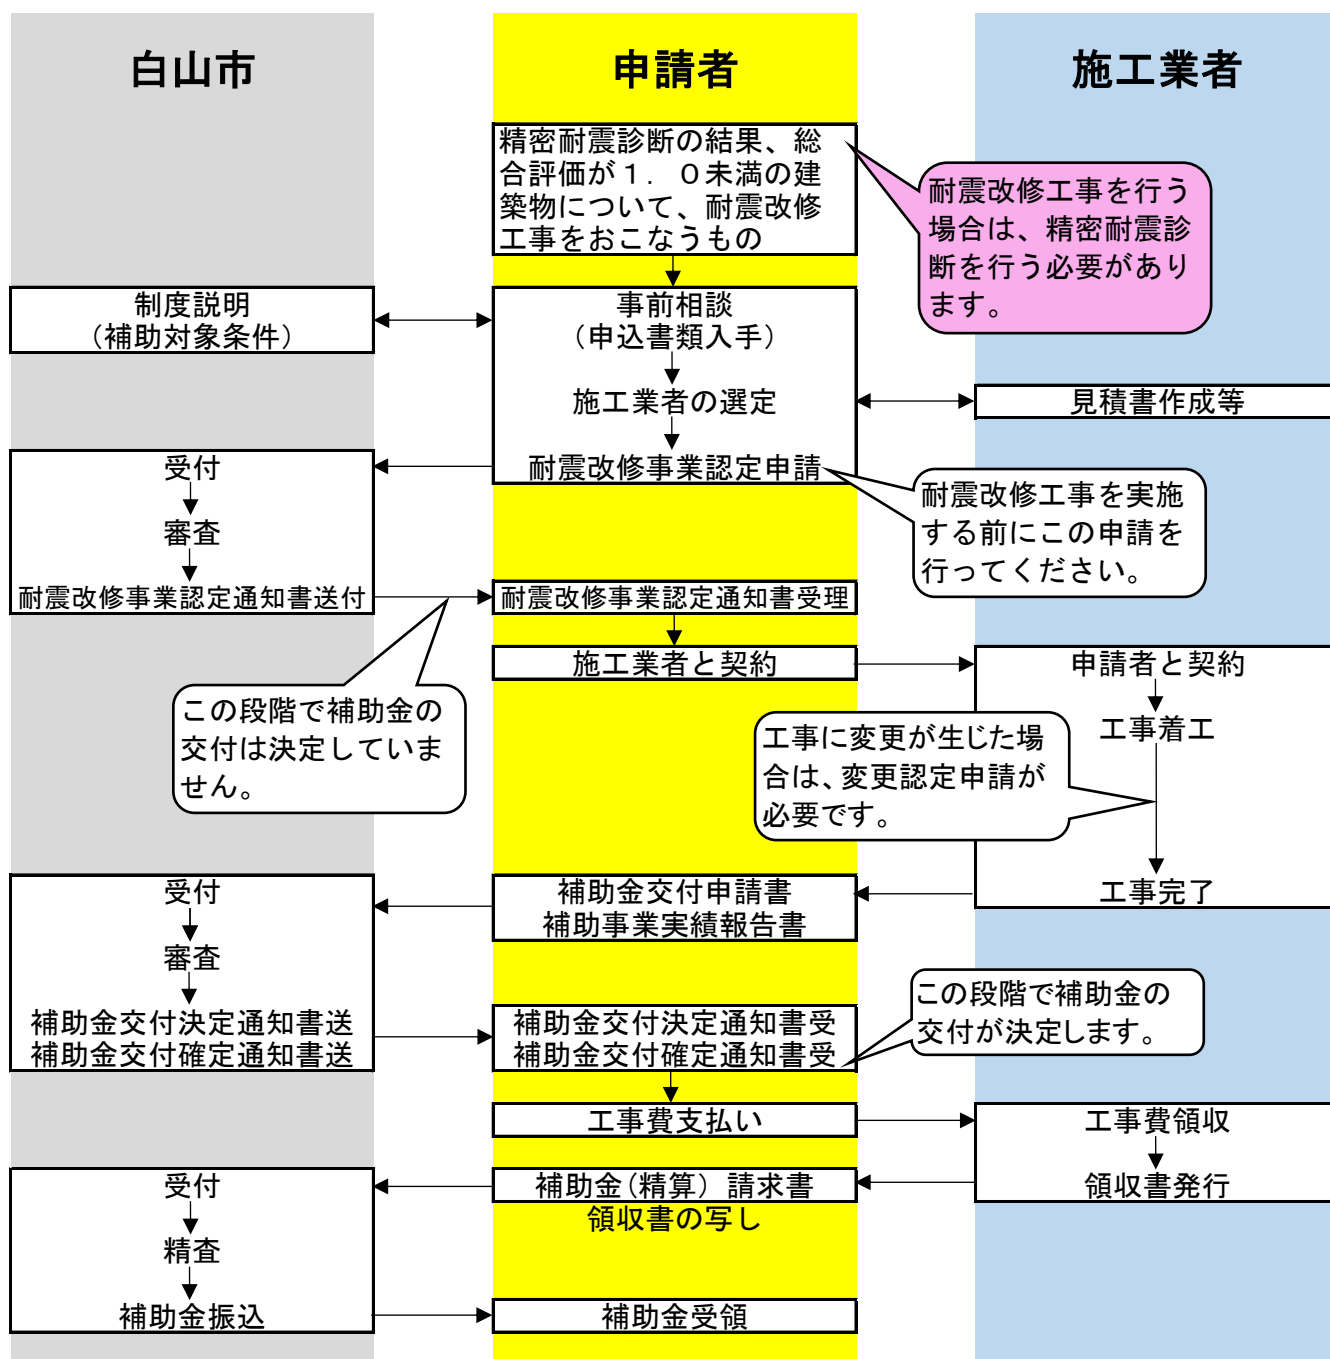 白山市
申請者
施工業者
精密耐震診断の結果、総
合評価が１．０未満の建
築物について、耐震改修
工事をおこなうもの
耐震改修工事を行う
場合は、精密耐震診
断を行う必要があり
ます。
制度説明
（補助対象条件）
事前相談
（申込書類入手）
施工業者の選定
見積書作成等
耐震改修事業認定申請
耐震改修工事を実施
する前にこの申請を
行ってください。
受付
審査
耐震改修事業認定通知書送付
耐震改修事業認定通知書受理
この段階で補助金の
交付は決定していま
せん。
施工業者と契約
申請者と契約
工事着工
工事に変更が生じた場
合は、変更認定申請が
必要です。
工事完了
補助金交付申請書
補助事業実績報告書
受付
審査
補助金交付決定通知書送
補助金交付確定通知書送
補助金交付決定通知書受
補助金交付確定通知書受
この段階で補助金の
交付が決定します。
工事費支払い
工事費領収
領収書発行
補助金（精算）請求書
領収書の写し
受付
精査
補助金振込
補助金受領